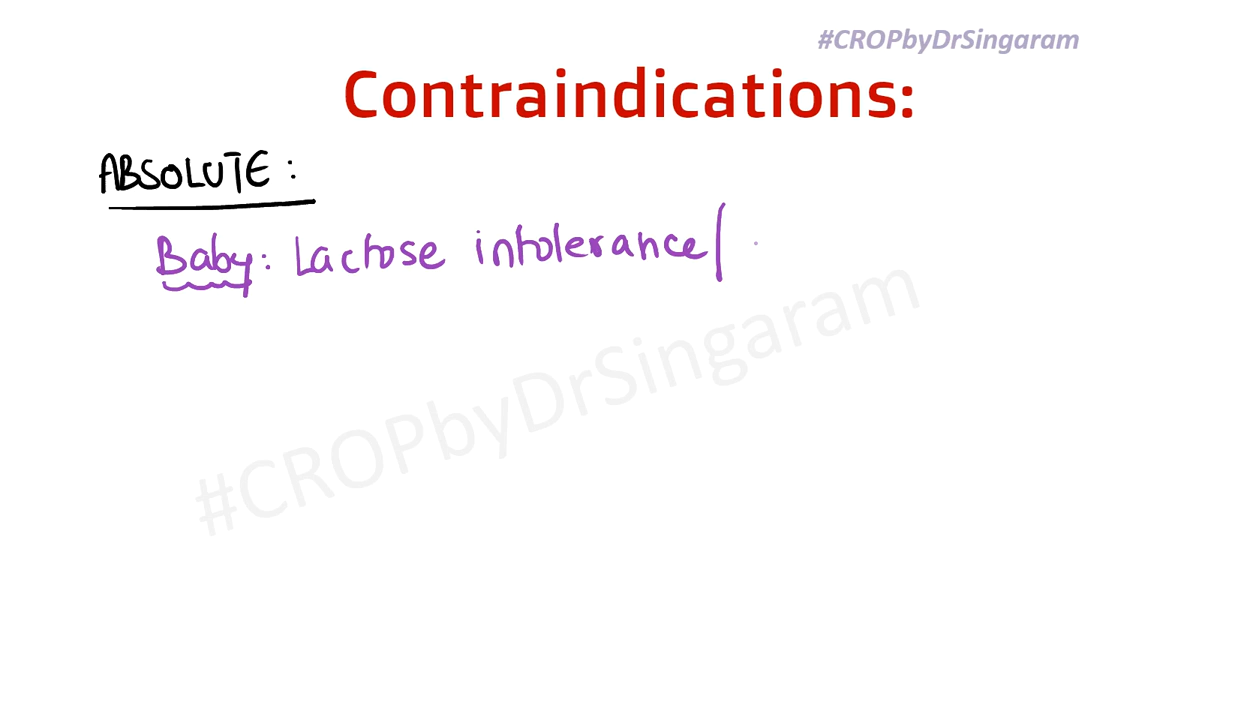 #CROPbyDrSingaram
Contraindications:
ABSOLUTE :
Baby: Lactose intolerance|
#CROPbyDrSingaram